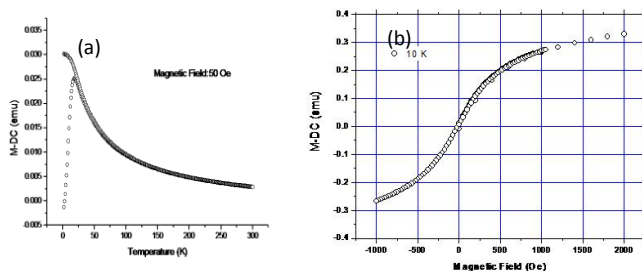 (a)
Magnetic Field:50 Oe
M-DC (emu)
0.035
0.030
0.025
0.020
0.015
0.010
0.005
0.000
-0.005
0 50 100 150 200 250 300
Temperature (K)
(b)
10 K
M-DC (emu)
0.4
0.3
0.2
0.1
0.0
-0.1
-0.2
-0.3
-0.4
-1000 -500 0 500 1000 1500 2000
Magnetic Field (Oe)